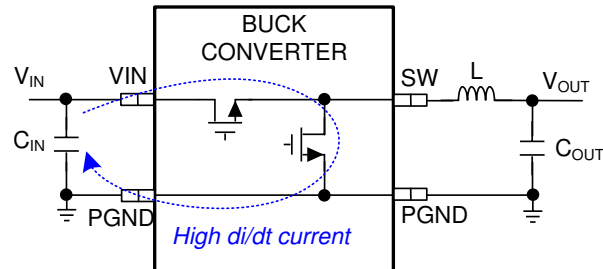 BUCK
CONVERTER
VIN
VIN
SW
L
VOUT
CIN
COUT
PGND
PGND
High di/dt current